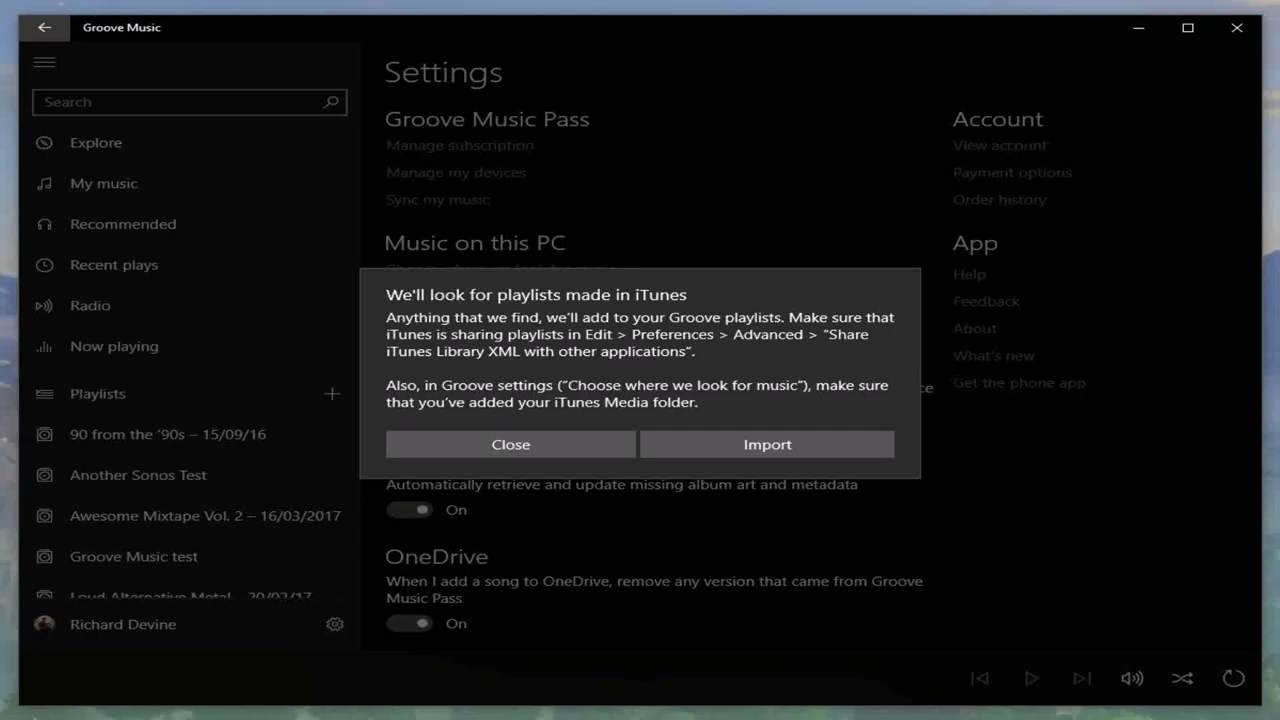 Groove Music
Search
Explore
My music
Recommended
Recent plays
Radio
Now playing
Playlists
90 from the '90s – 15/09/16
Another Sonos Test
Awesome Mixtape Vol. 2 – 16/03/2017
Groove Music test
Loud Alternative Metal – 20/02/17
Richard Devine
Settings
Groove Music Pass
Manage subscription
Manage my devices
Sync my music
Music on this PC
We'll look for playlists made in iTunes
Anything that we find, we'll add to your Groove playlists. Make sure that
iTunes is sharing playlists in Edit > Preferences > Advanced > "Share
iTunes Library XML with other applications".
Also, in Groove settings ("Choose where we look for music"), make sure
that you've added your iTunes Media folder.
Close
Import
Automatically retrieve and update missing album art and metadata
On
OneDrive
When I add a song to OneDrive, remove any version that came from Groove
Music Pass
On
Account
View account
Payment options
Order history
App
Help
Feedback
About
What's new
Get the phone app